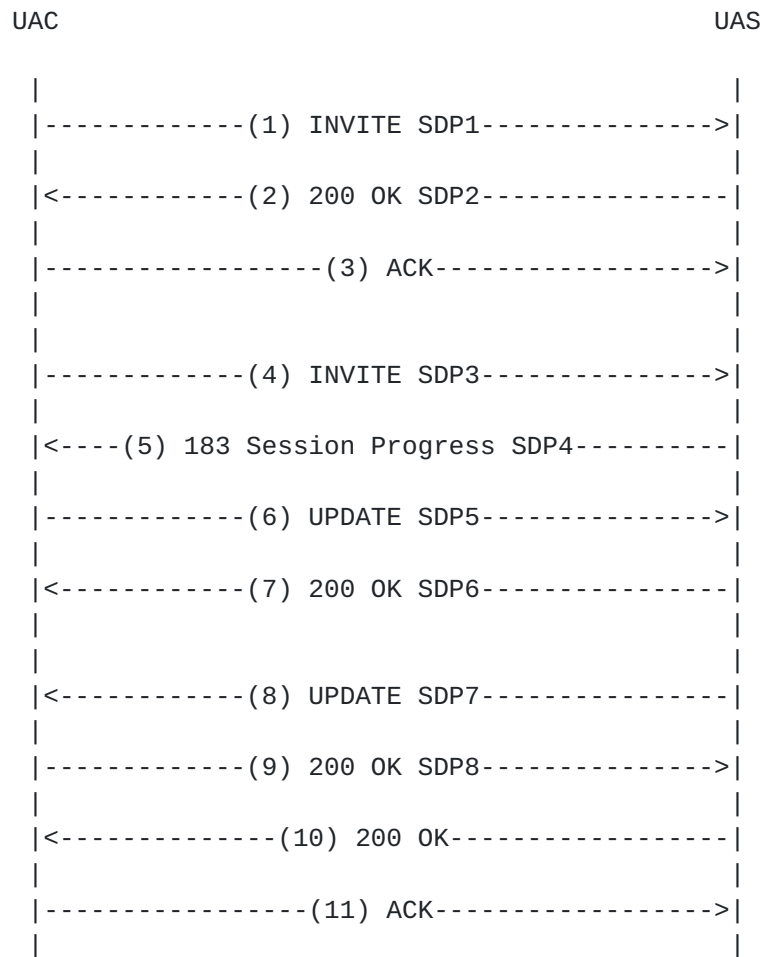 UAC UAS
(1) INVITE SDP1
(2) 200 OK SDP2
(3) ACK
(4) INVITE SDP3
(5) 183 Session Progress SDP4
(6) UPDATE SDP5
(7) 200 OK SDP6
(8) UPDATE SDP7
(9) 200 OK SDP8
(10) 200 OK
(11) ACK